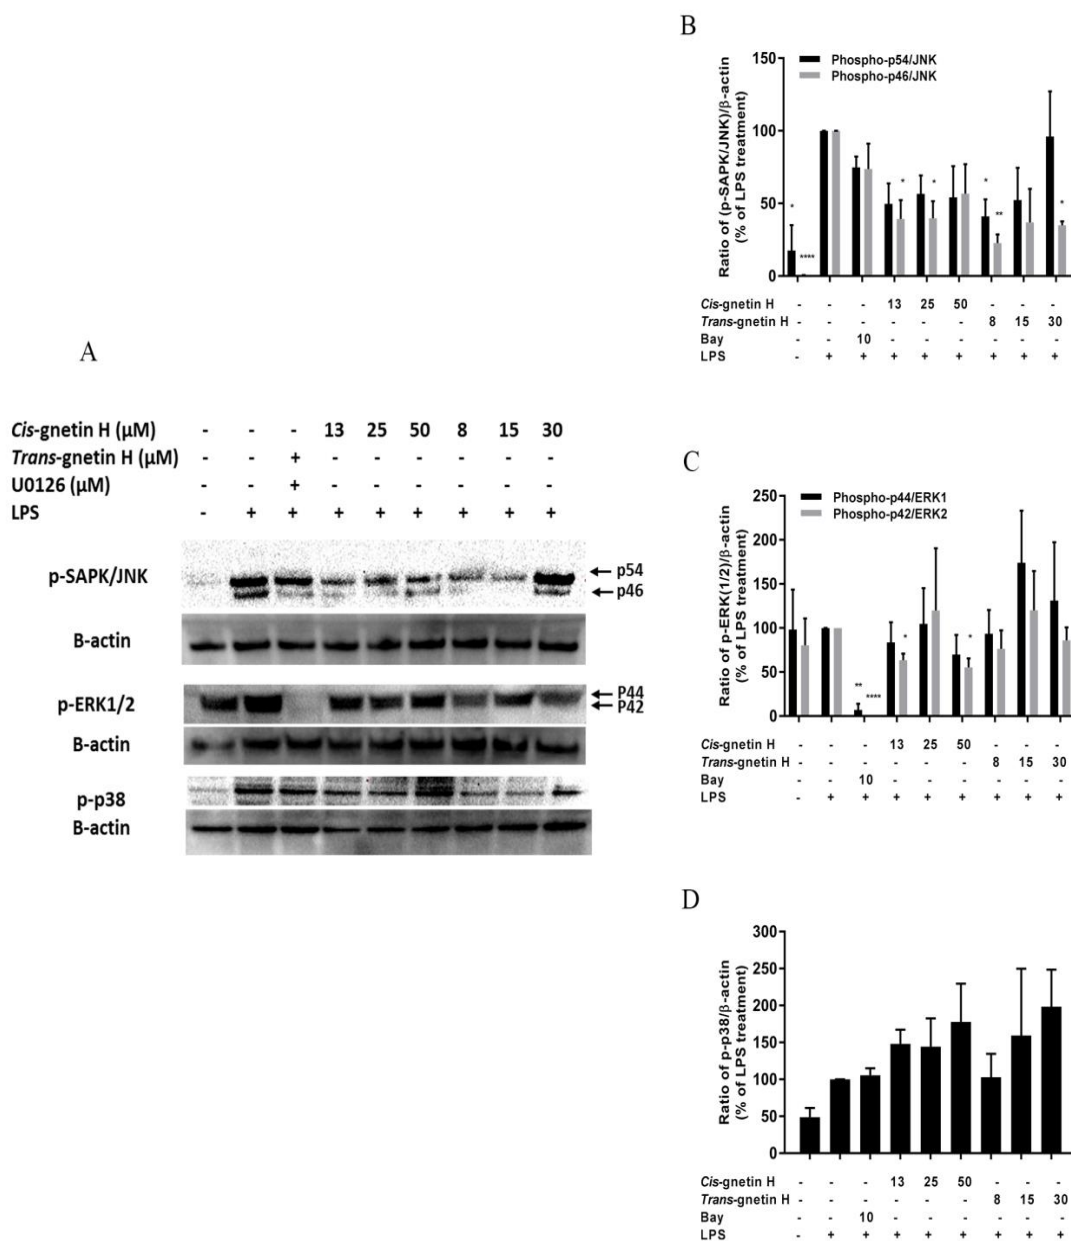 A
Cis-gnetin H (μM) - - - 13 25 50 8 15 30
Trans-gnetin H (μM) - - + - - - - - -
U0126 (μM) - - + - - - - - -
LPS - + + + + + + + +
p-SAPK/JNK
p54
p46
B-actin
p-ERK1/2
P44
P42
B-actin
p-p38
B-actin
B
Ratio of (p-SAPK/JNK)/β-actin
(% of LPS treatment)
150
100
50
0
Phospho-p54/JNK
Phospho-p46/JNK
* **** * * * ** *
Cis-gnetin H - - - 13 25 50 - - -
Trans-gnetin H - - - - - - 8 15 30
Bay - - 10 - - - - - -
LPS - + + + + + + + +
C
Ratio of p-ERK(1/2)/β-actin
(% of LPS treatment)
250
200
150
100
50
0
Phospho-p44/ERK1
Phospho-p42/ERK2
** **** * *
Cis-gnetin H - - - 13 25 50 - - -
Trans-gnetin H - - - - - - 8 15 30
Bay - - 10 - - - - - -
LPS - + + + + + + + +
D
Ratio of p-p38/β-actin
(% of LPS treatment)
300
250
200
150
100
50
0
Cis-gnetin H - - - 13 25 50 - - -
Trans-gnetin H - - - - - - 8 15 30
Bay - - 10 - - - - - -
LPS - + + + + + + + +